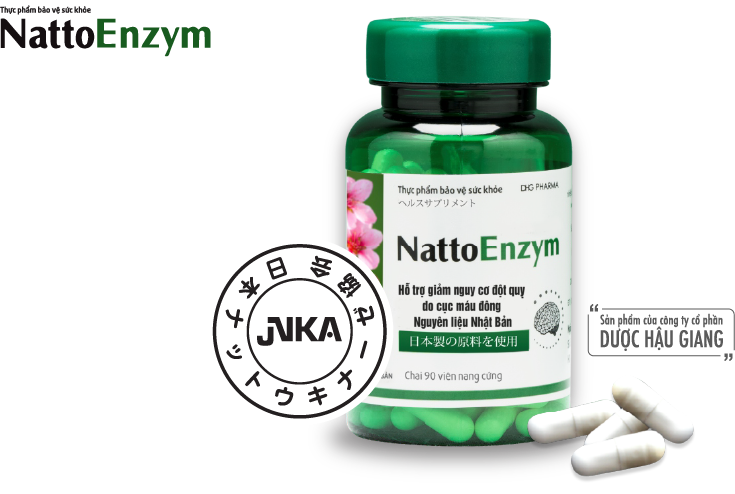 Thực phẩm bảo vệ sức khỏe
NattoEnzym
Thực phẩm bảo vệ sức khỏe
DHG PHARMA
ヘルスサプリメント
NattoEnzym
Hỗ trợ giảm nguy cơ đột quỵ
do cục máu đông
Nguyên liệu Nhật Bản
日本製の原料を使用
Chai 90 viên nang cứng
日本ナットウキナーゼ協会
JNKA
Sản phẩm của công ty cổ phần
DƯỢC HẬU GIANG